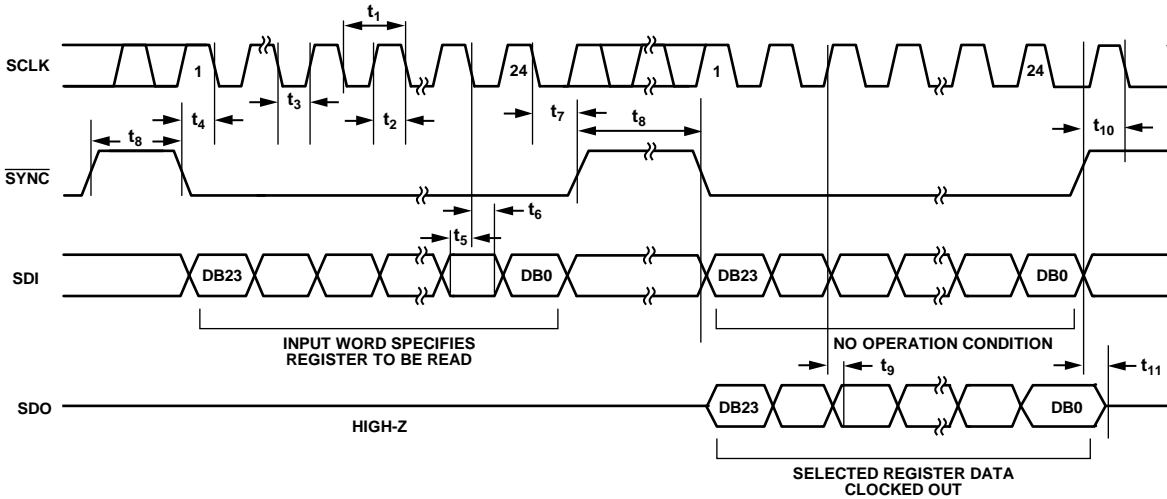 t1
SCLK
1
24
1
24
t3
t4
t2
t7
t8
t10
t8
SYNC
t6
t5
SDI
DB23
DB0
DB23
DB0
INPUT WORD SPECIFIES
REGISTER TO BE READ
NO OPERATION CONDITION
t9
t11
SDO
DB23
DB0
HIGH-Z
SELECTED REGISTER DATA
CLOCKED OUT